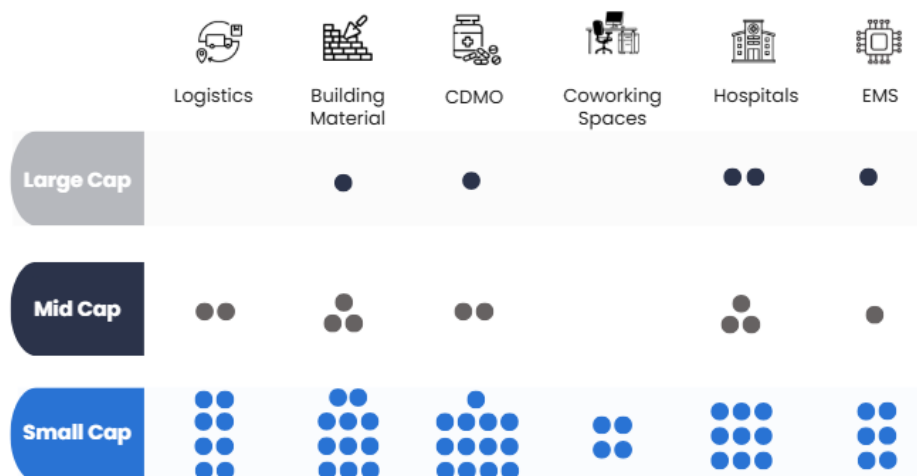 Logistics
Building
Material
CDMO
Coworking
Spaces
Hospitals
EMS
Large Cap
Mid Cap
Small Cap